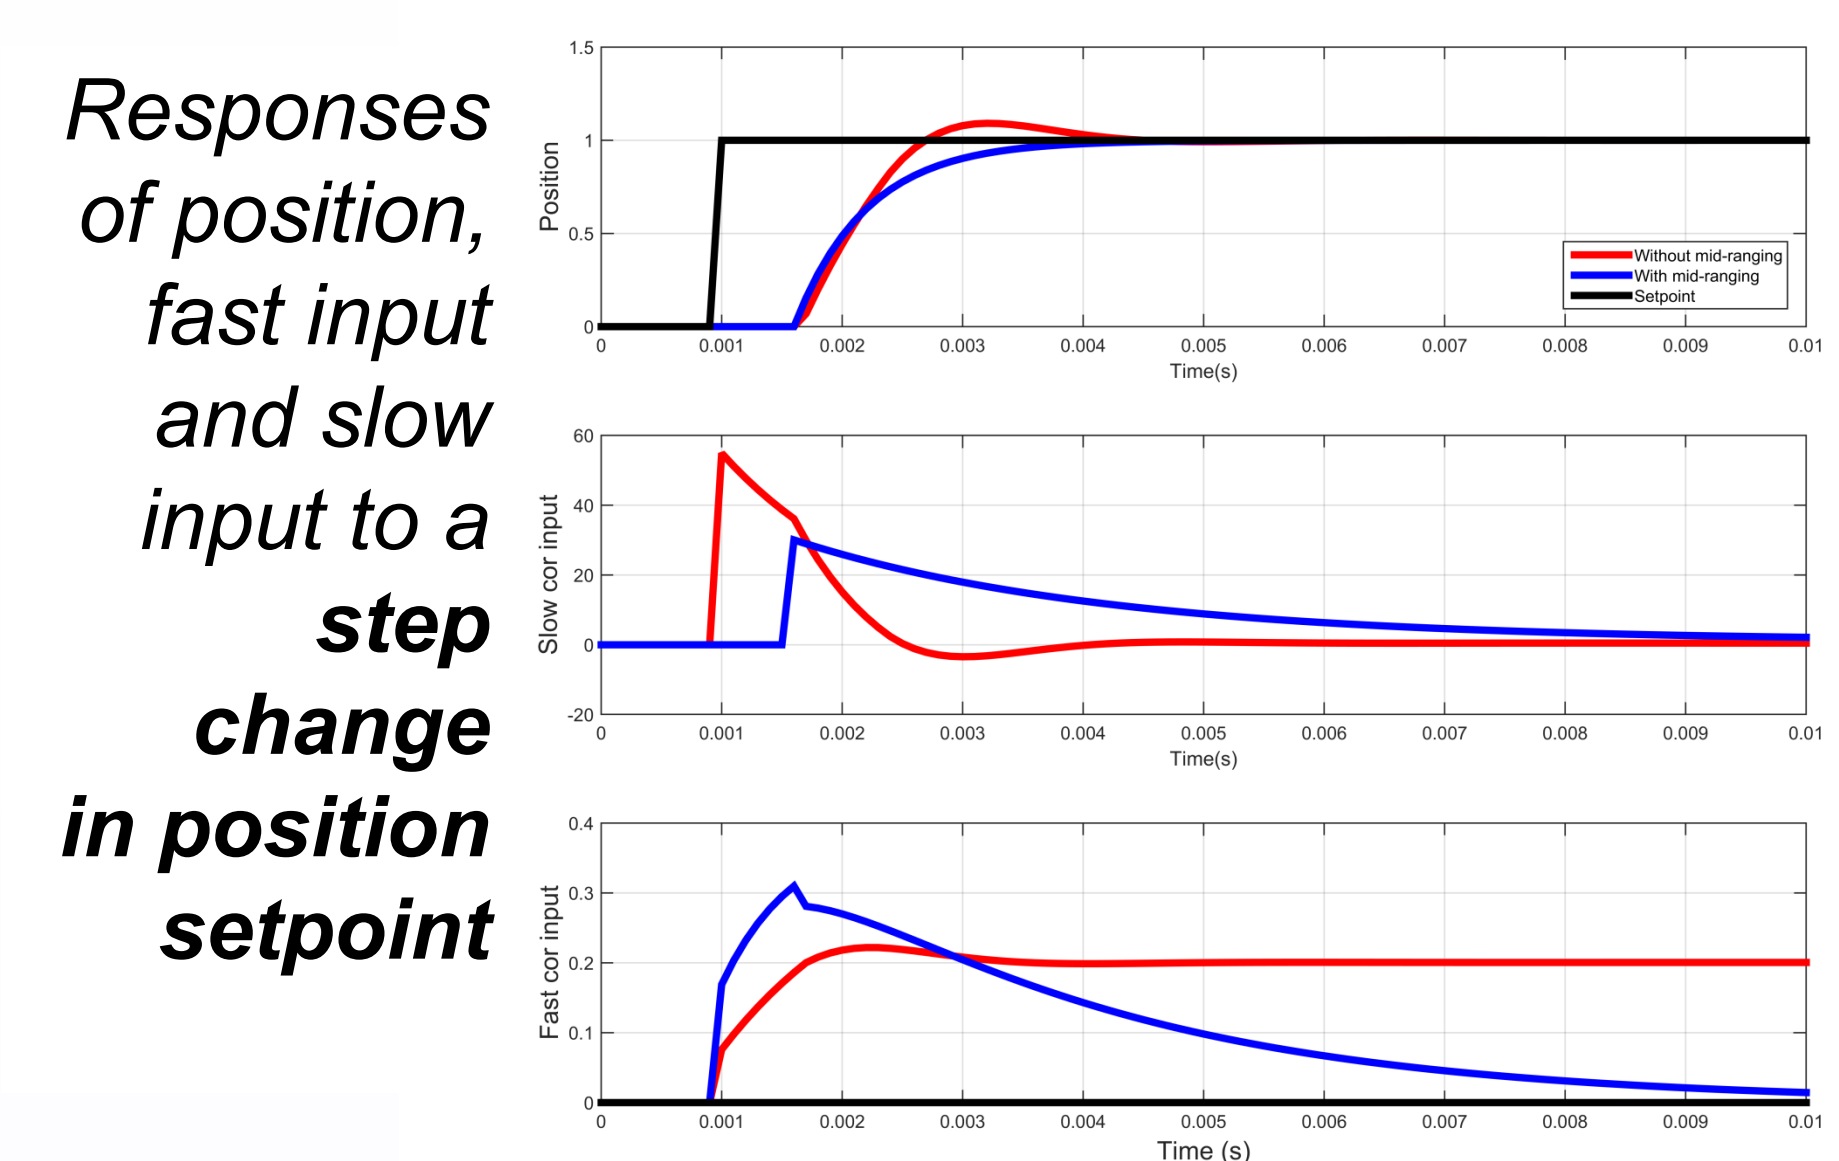 Responses
of position,
fast input
and slow
input to a
step
change
in position
setpoint
1.5
1
0.5
0
Position
0 0.001 0.002 0.003 0.004 0.005 0.006 0.007 0.008 0.009 0.01
Time(s)
Without mid-ranging
With mid-ranging
Setpoint
60
40
20
0
-20
Slow cor input
0 0.001 0.002 0.003 0.004 0.005 0.006 0.007 0.008 0.009 0.01
Time(s)
0.4
0.3
0.2
0.1
0
Fast cor input
0 0.001 0.002 0.003 0.004 0.005 0.006 0.007 0.008 0.009 0.01
Time (s)